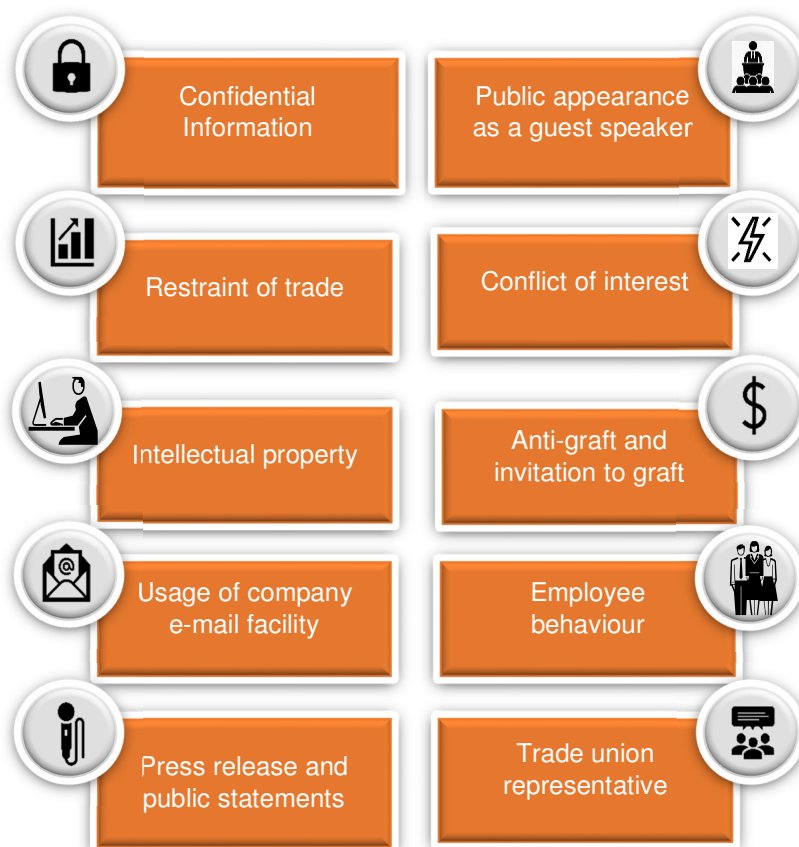 Confidential
Information
Public appearance
as a guest speaker
Restraint of trade
Conflict of interest
Intellectual property
Anti-graft and
invitation to graft
Usage of company
e-mail facility
Employee
behaviour
Press release and
public statements
Trade union
representative